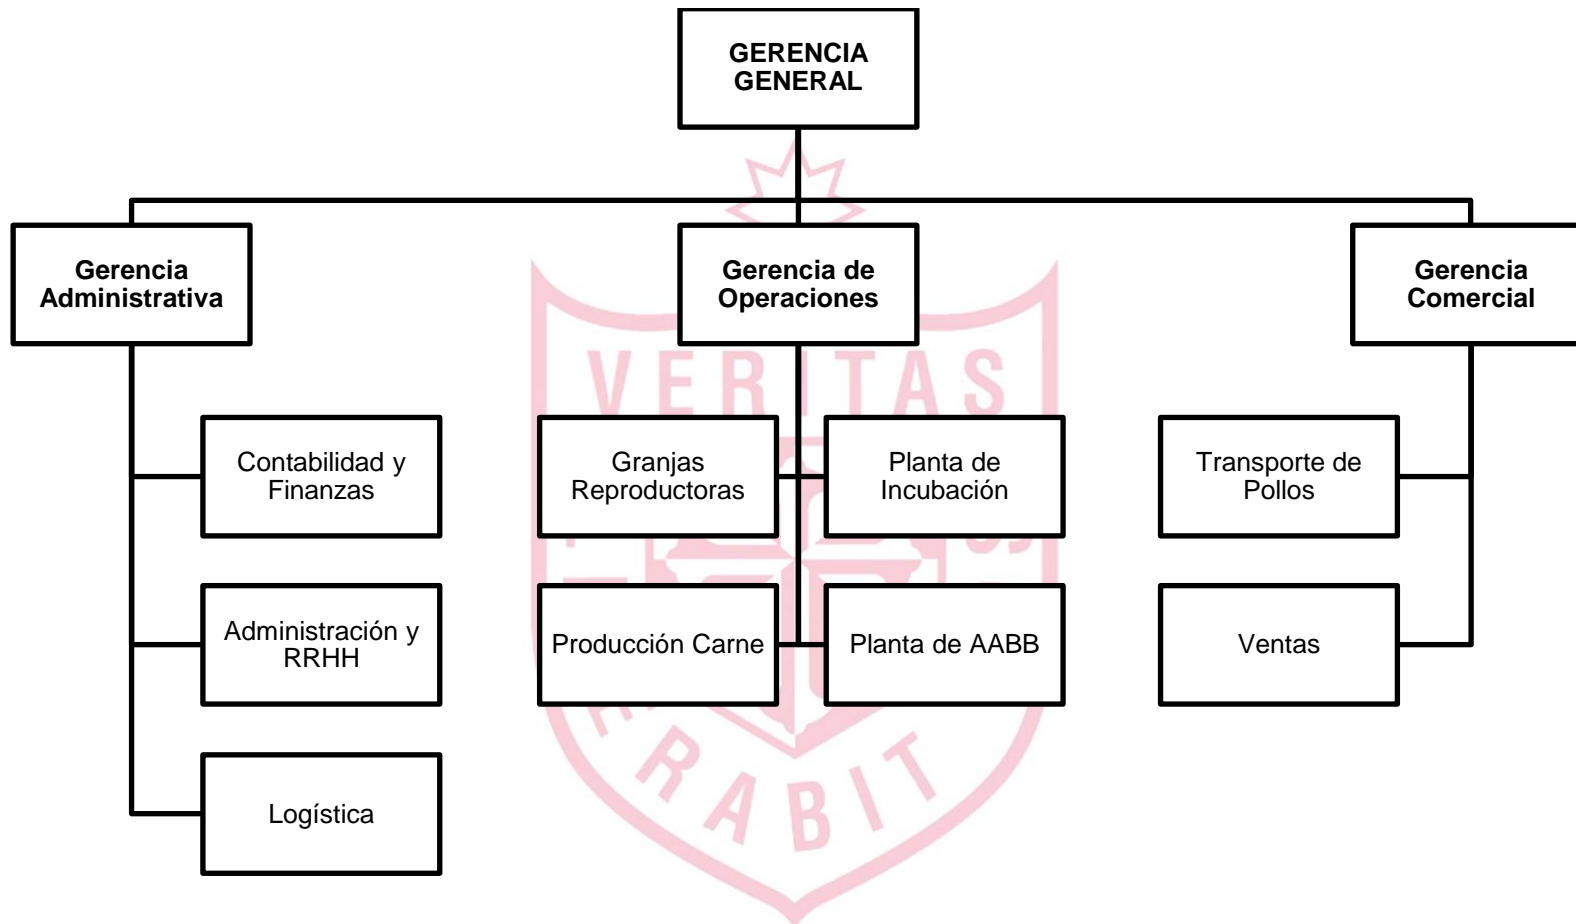 GERENCIA
GENERAL
Gerencia
Administrativa
Gerencia de
Operaciones
Gerencia
Comercial
Contabilidad y
Finanzas
Granjas
Reproductoras
Planta de
Incubación
Transporte de
Pollos
Administración y
RRHH
Producción Carne
Planta de AABB
Ventas
Logística
VERITAS
ERABIT